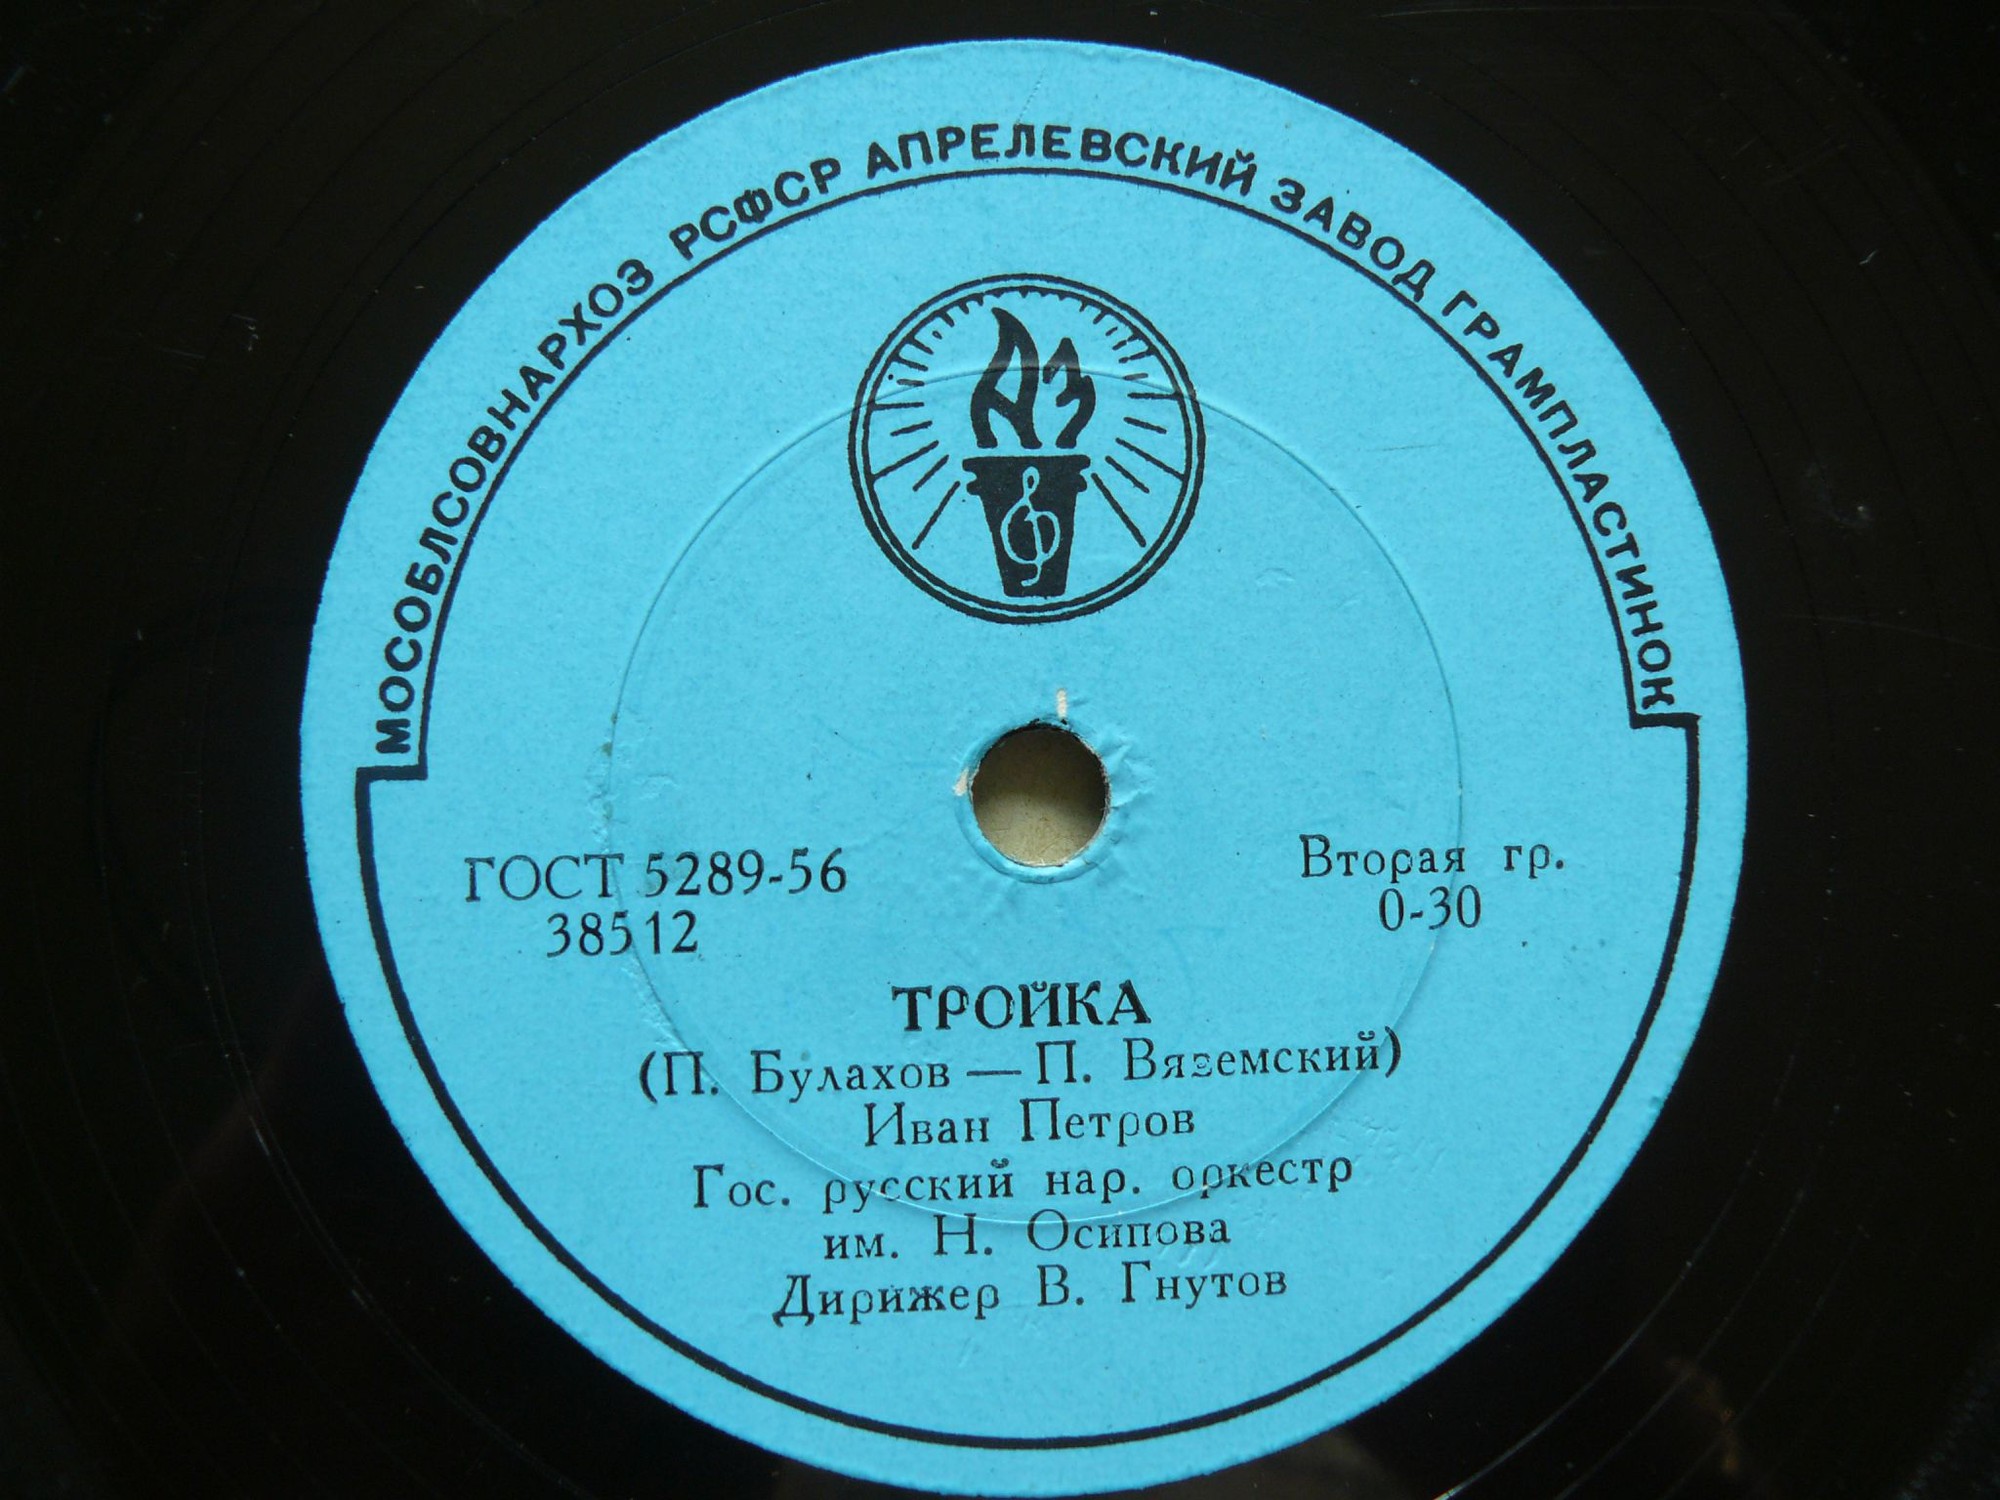 МОСОБЛСОВНАРХОЗ РСФСР АПРЕЛЕВСКИЙ ЗАВОД ГРАМПЛАСТИНОК
АЗ
ГОСТ 5289-56
38512
Вторая гр.
0-30
ТРОЙКА
(П. Булахов — П. Вяземский)
Иван Петров
Гос. русский нар. оркестр
им. Н. Осипова
Дирижер В. Гнутов